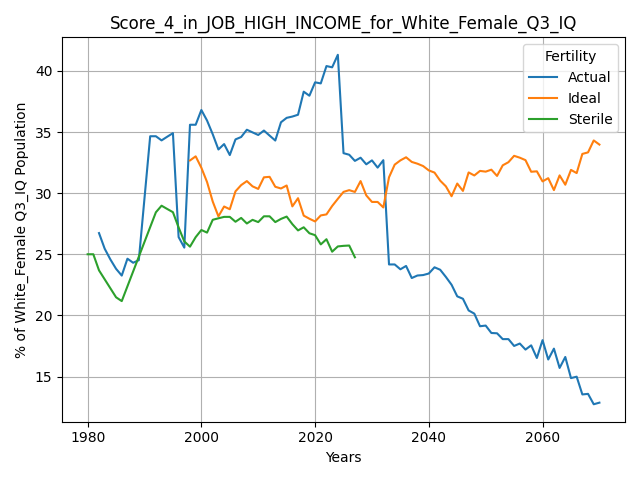 Score_4_in_JOB_HIGH_INCOME_for_White_Female_Q3_IQ
% of White_Female Q3_IQ Population
40
35
30
25
20
15
1980
2000
2020
2040
2060
Years
Fertility
Actual
Ideal
Sterile